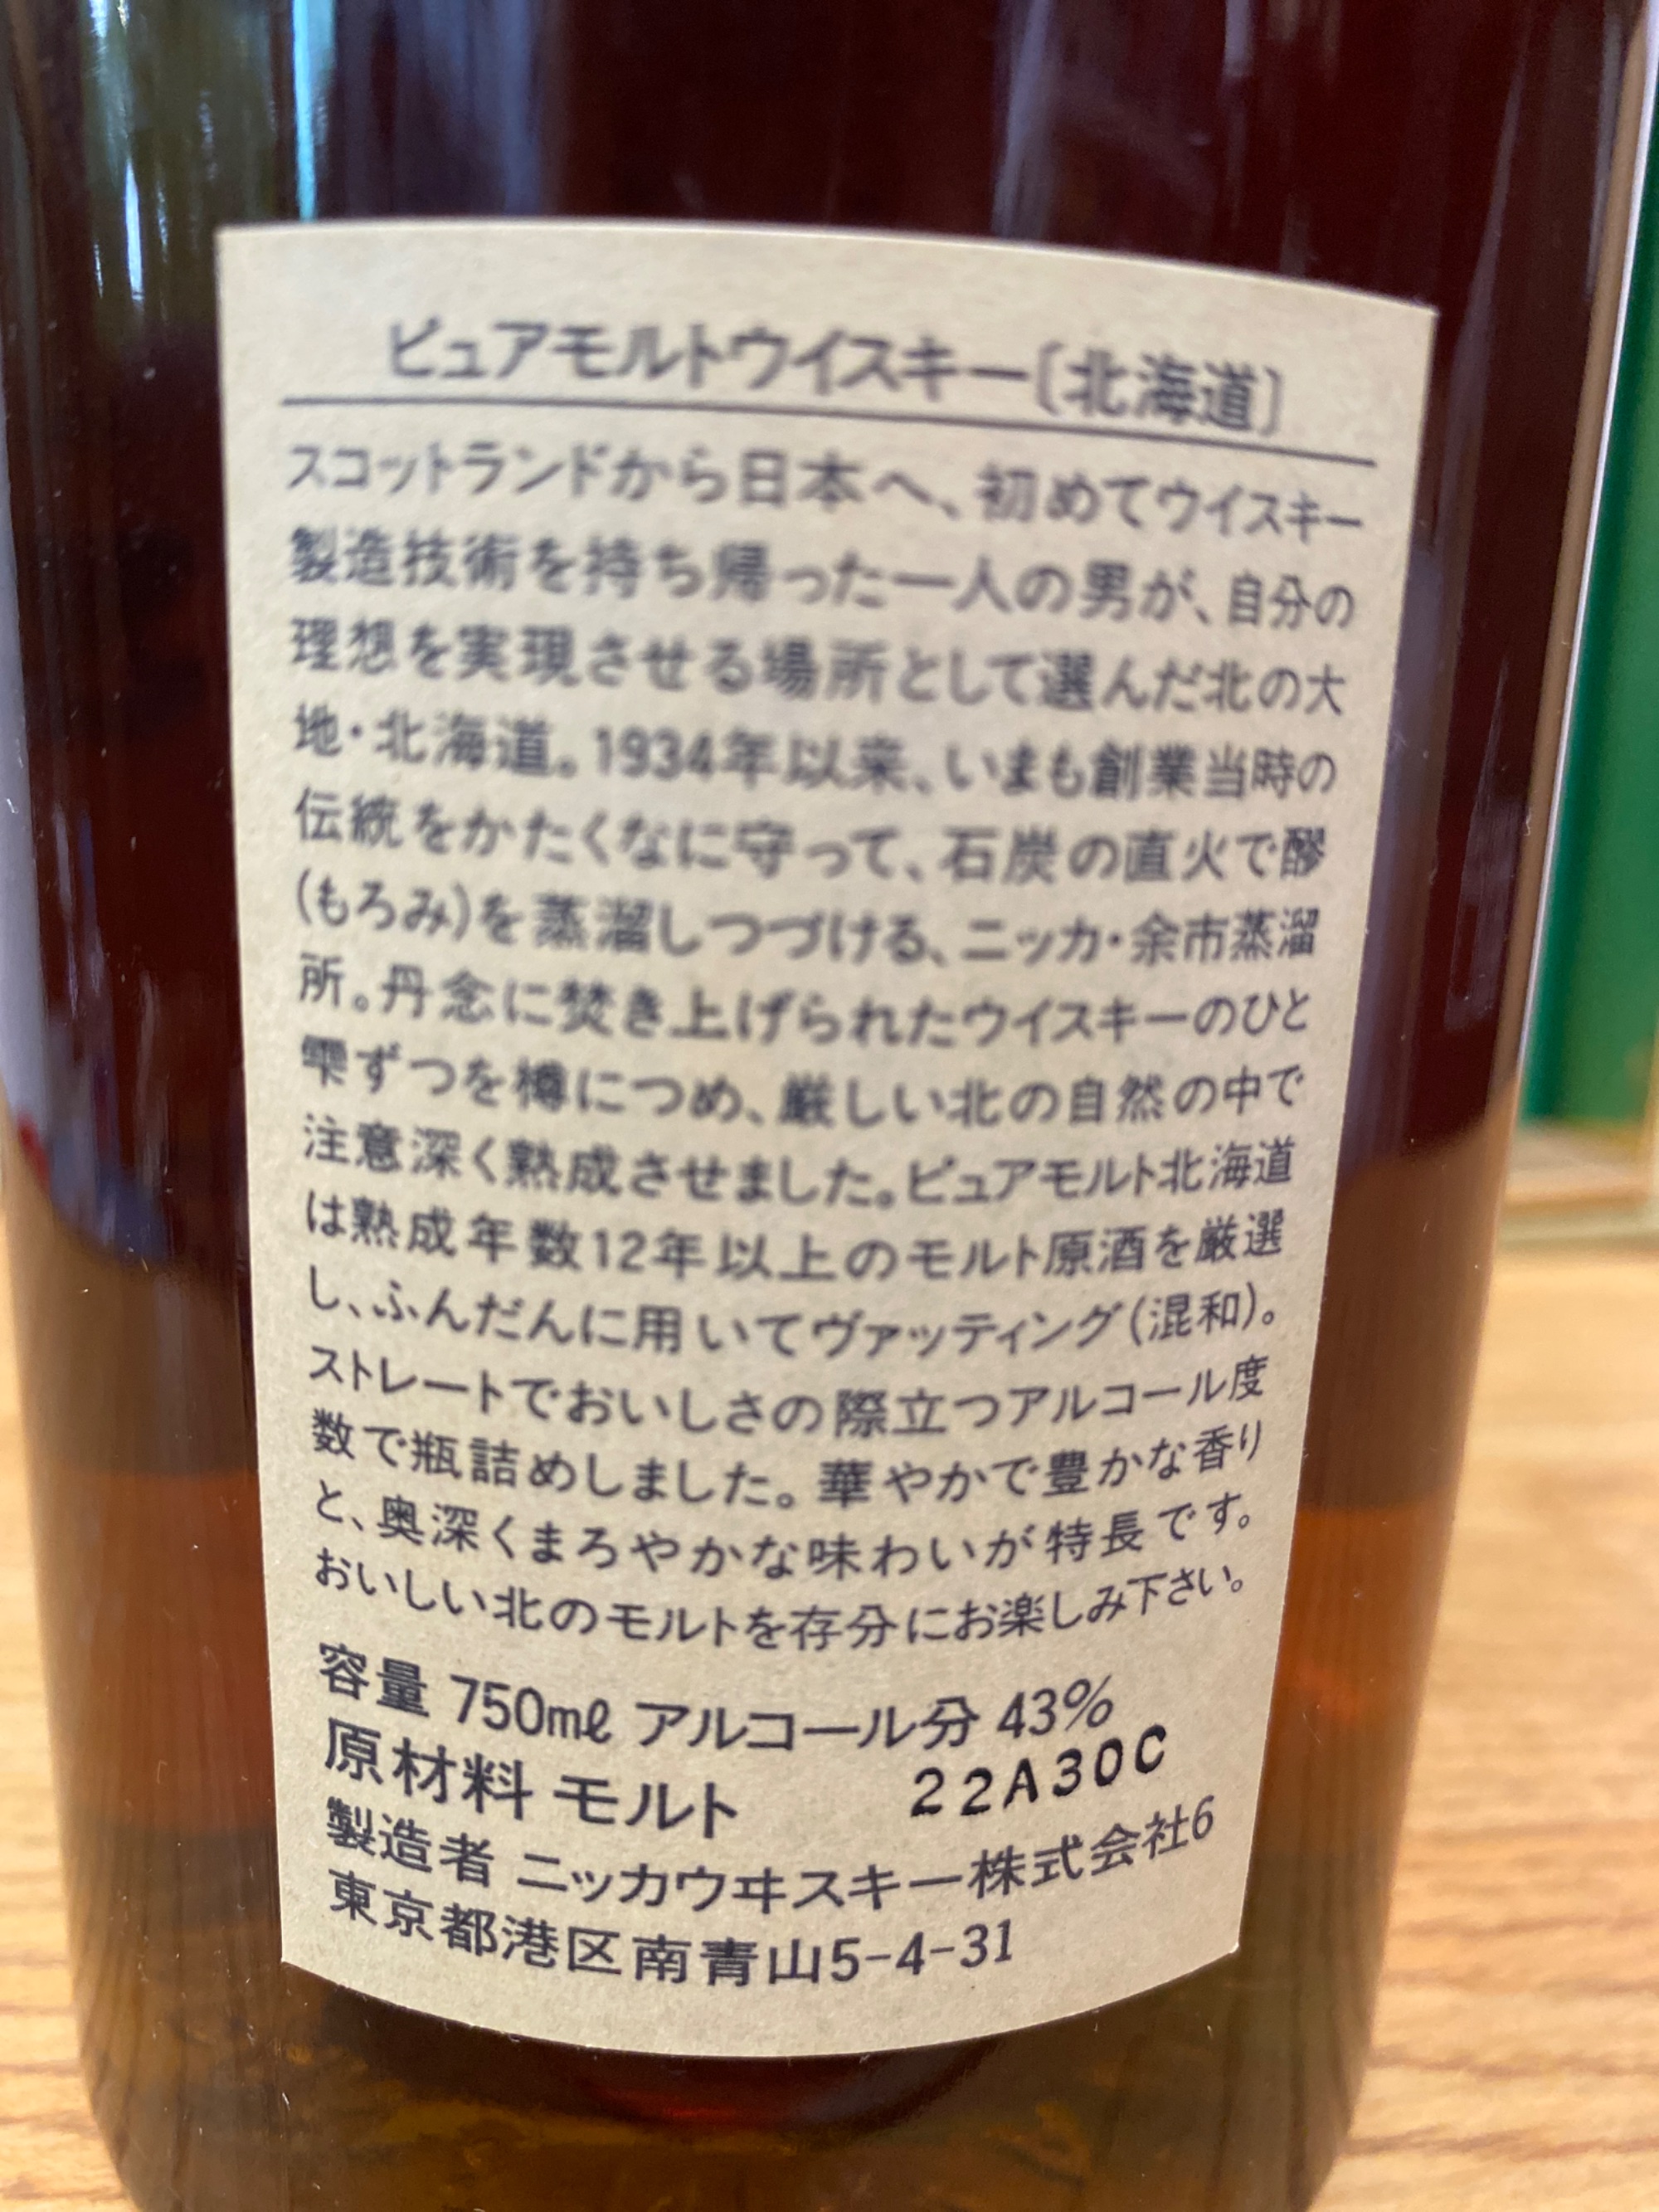 ピュアモルトウイスキー〔北海道〕
スコットランドから日本へ、初めてウイスキー
製造技術を持ち帰った一人の男が、自分の
理想を実現させる場所として選んだ北の大
地・北海道。1934年以来、いまも創業当時の
伝統をかたくなに守って、石炭の直火で醪
(もろみ)を蒸溜しつづける、ニッカ・余市蒸溜
所。丹念に焚き上げられたウイスキーのひと
雫ずつを樽につめ、厳しい北の自然の中で
注意深く熟成させました。ピュアモルト北海道
は熟成年数12年以上のモルト原酒を厳選
し、ふんだんに用いてヴァッティング(混和)。
ストレートでおいしさの際立つアルコール度
数で瓶詰めしました。華やかで豊かな香り
と、奥深くまろやかな味わいが特長です。
おいしい北のモルトを存分にお楽しみ下さい。
容量 750mℓ アルコール分 43%
原材料 モルト 22A30C
製造者 ニッカウヰスキー株式会社6
東京都港区南青山5-4-31